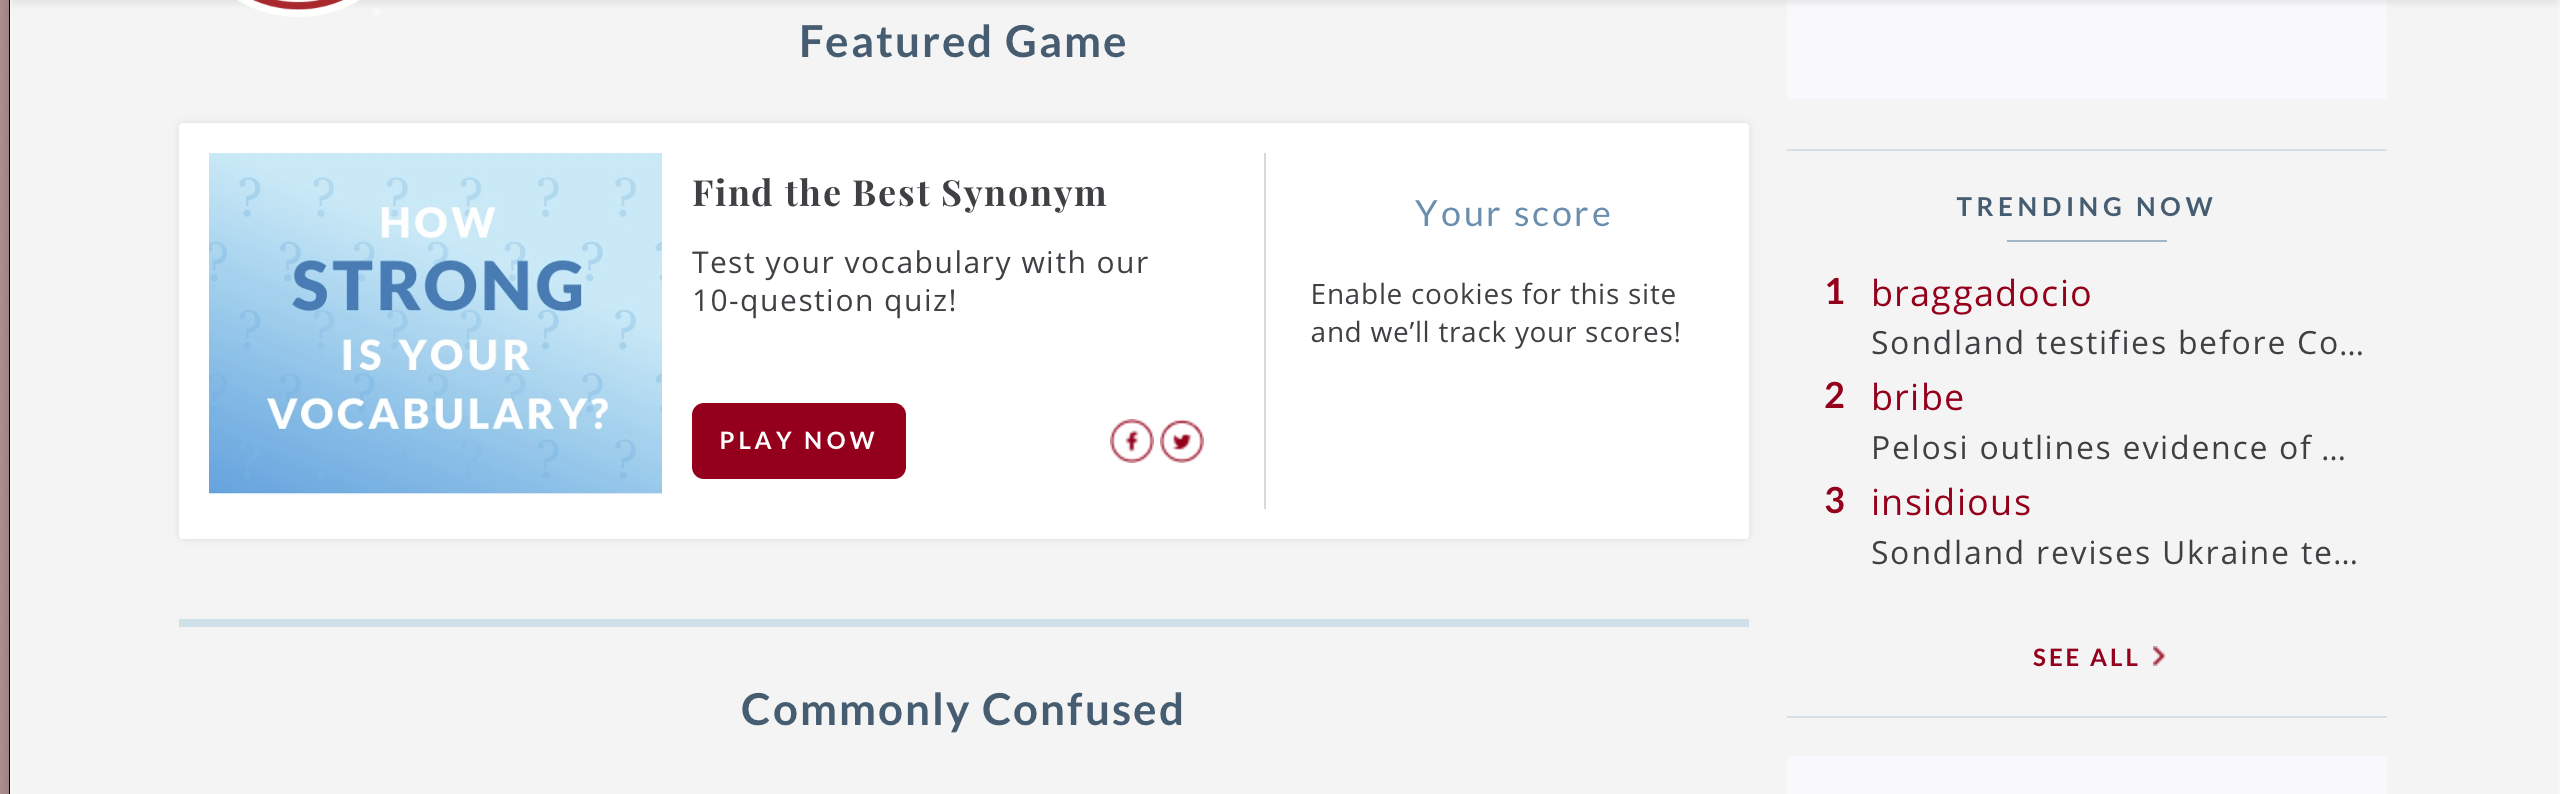 Featured Game
HOW
STRONG
IS YOUR
VOCABULARY?
Find the Best Synonym
Test your vocabulary with our
10-question quiz!
PLAY NOW
Your score
Enable cookies for this site
and we’ll track your scores!
Commonly Confused
TRENDING NOW
1 braggadocio
Sondland testifies before Co...
2 bribe
Pelosi outlines evidence of ...
3 insidious
Sondland revises Ukraine te...
SEE ALL >